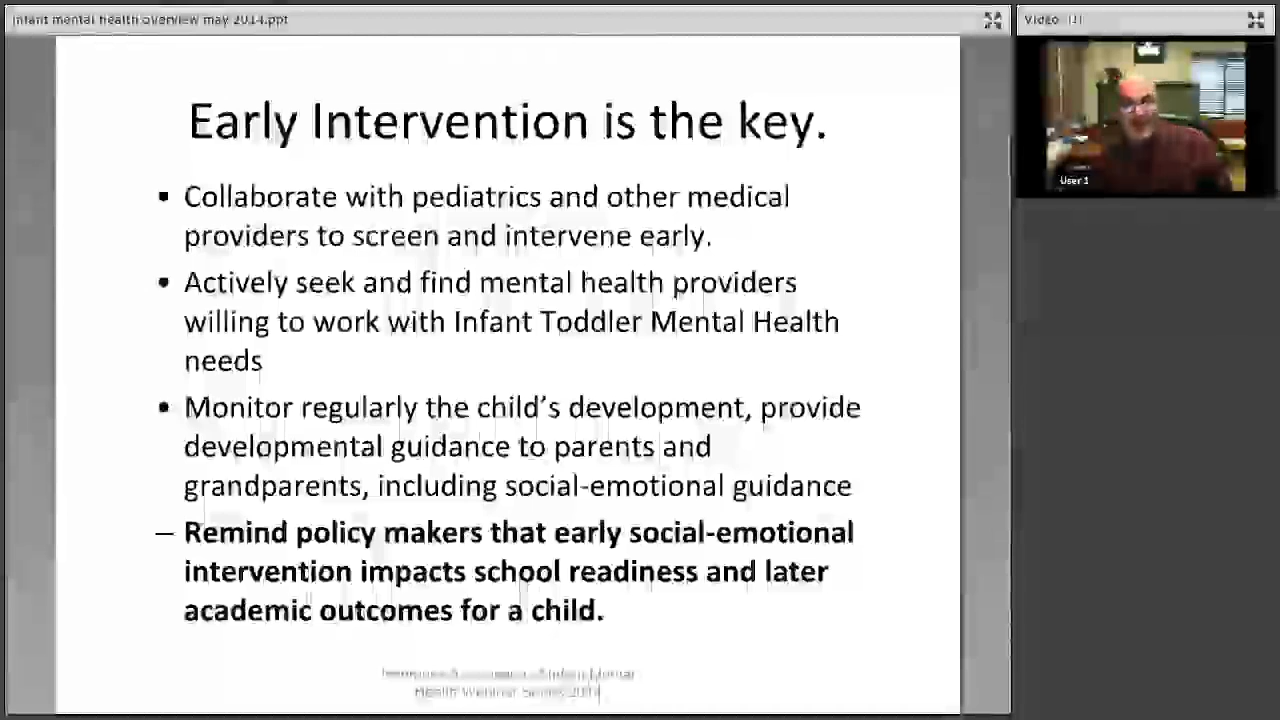 infant mental health overview may 2014.ppt
Video
Early Intervention is the key.
▪ Collaborate with pediatrics and other medical
providers to screen and intervene early.
• Actively seek and find mental health providers
willing to work with Infant Toddler Mental Health
needs
• Monitor regularly the child's development, provide
developmental guidance to parents and
grandparents, including social-emotional guidance
– Remind policy makers that early social-emotional
intervention impacts school readiness and later
academic outcomes for a child.
Health Webinar Series 2014
User 1